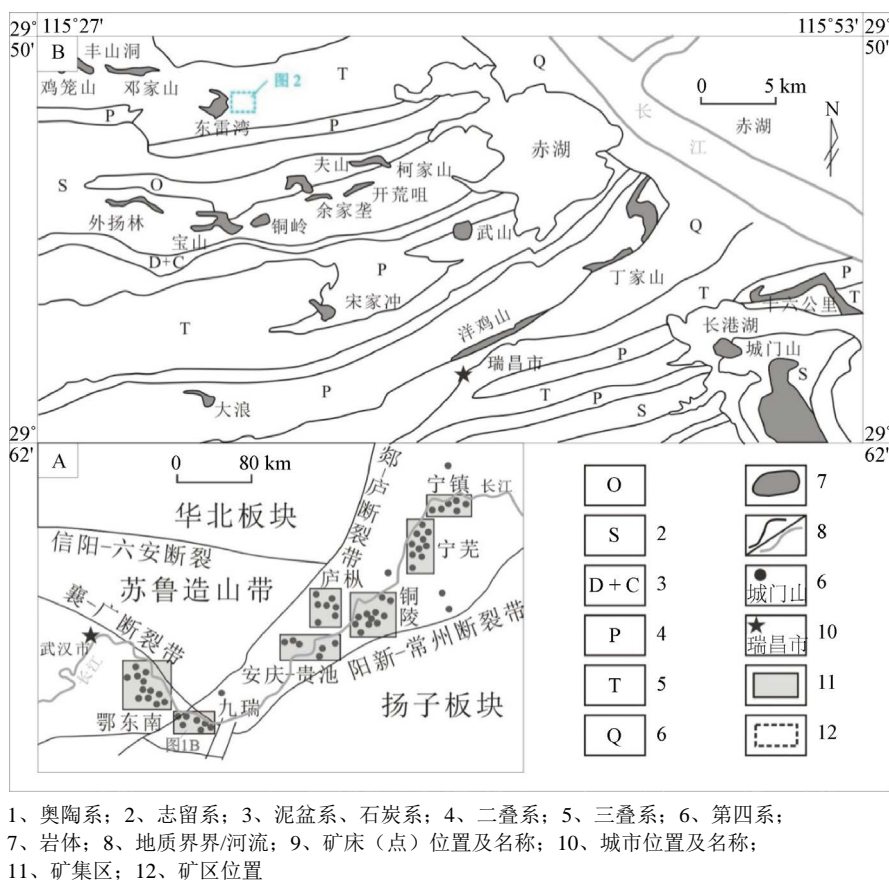 29° 115°27' 115°53' 29°
50' 50'
B
丰山洞
鸡笼山 邓家山
图 2
东雷湾
T
Q
0 5 km
N
长
江
赤湖
P
P
赤湖
S
O
夫山 柯家山
余家垄 开荒咀
外扬林
宝山
铜岭
武山
Q
D+C
P
丁家山
宋家冲
T
洋鸡山
T
P
T
十六公里
长港湖
城门山
瑞昌市
P
T
P
S
S
大浪
P
29° 29°
62' 62'
A
0 80 km
郯-庐断裂带
宁镇
长江
华北板块
信阳-六安断裂
宁芜
苏鲁造山带
庐枞
铜陵
襄-广断裂带
武汉市
长江
安庆-贵池
阳新-常州断裂带
鄂东南
九瑞
扬子板块
图1B
O 7
S 2 8
D + C 3 城门山 6
P 4 瑞昌市 10
T 5 11
Q 6 12
1、奥陶系；2、志留系；3、泥盆系、石炭系；4、二叠系；5、三叠系；6、第四系；
7、岩体；8、地质界界/河流；9、矿床（点）位置及名称；10、城市位置及名称；
11、矿集区；12、矿区位置